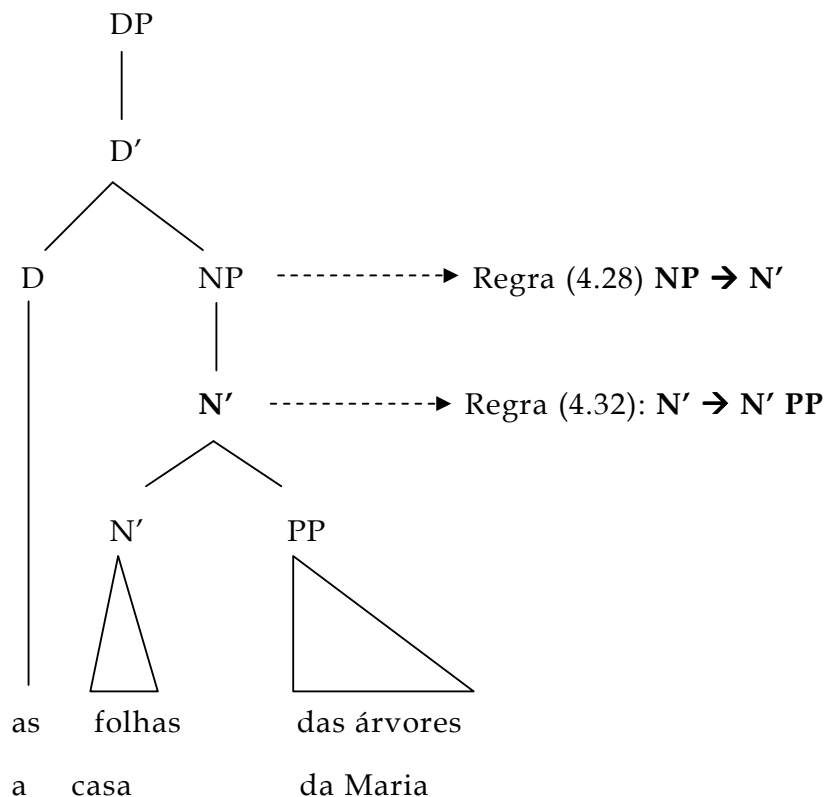 DP
D'
D NP Regra (4.28) NP → N'
N' Regra (4.32): N' → N' PP
N' PP
as folhas das árvores
a casa da Maria